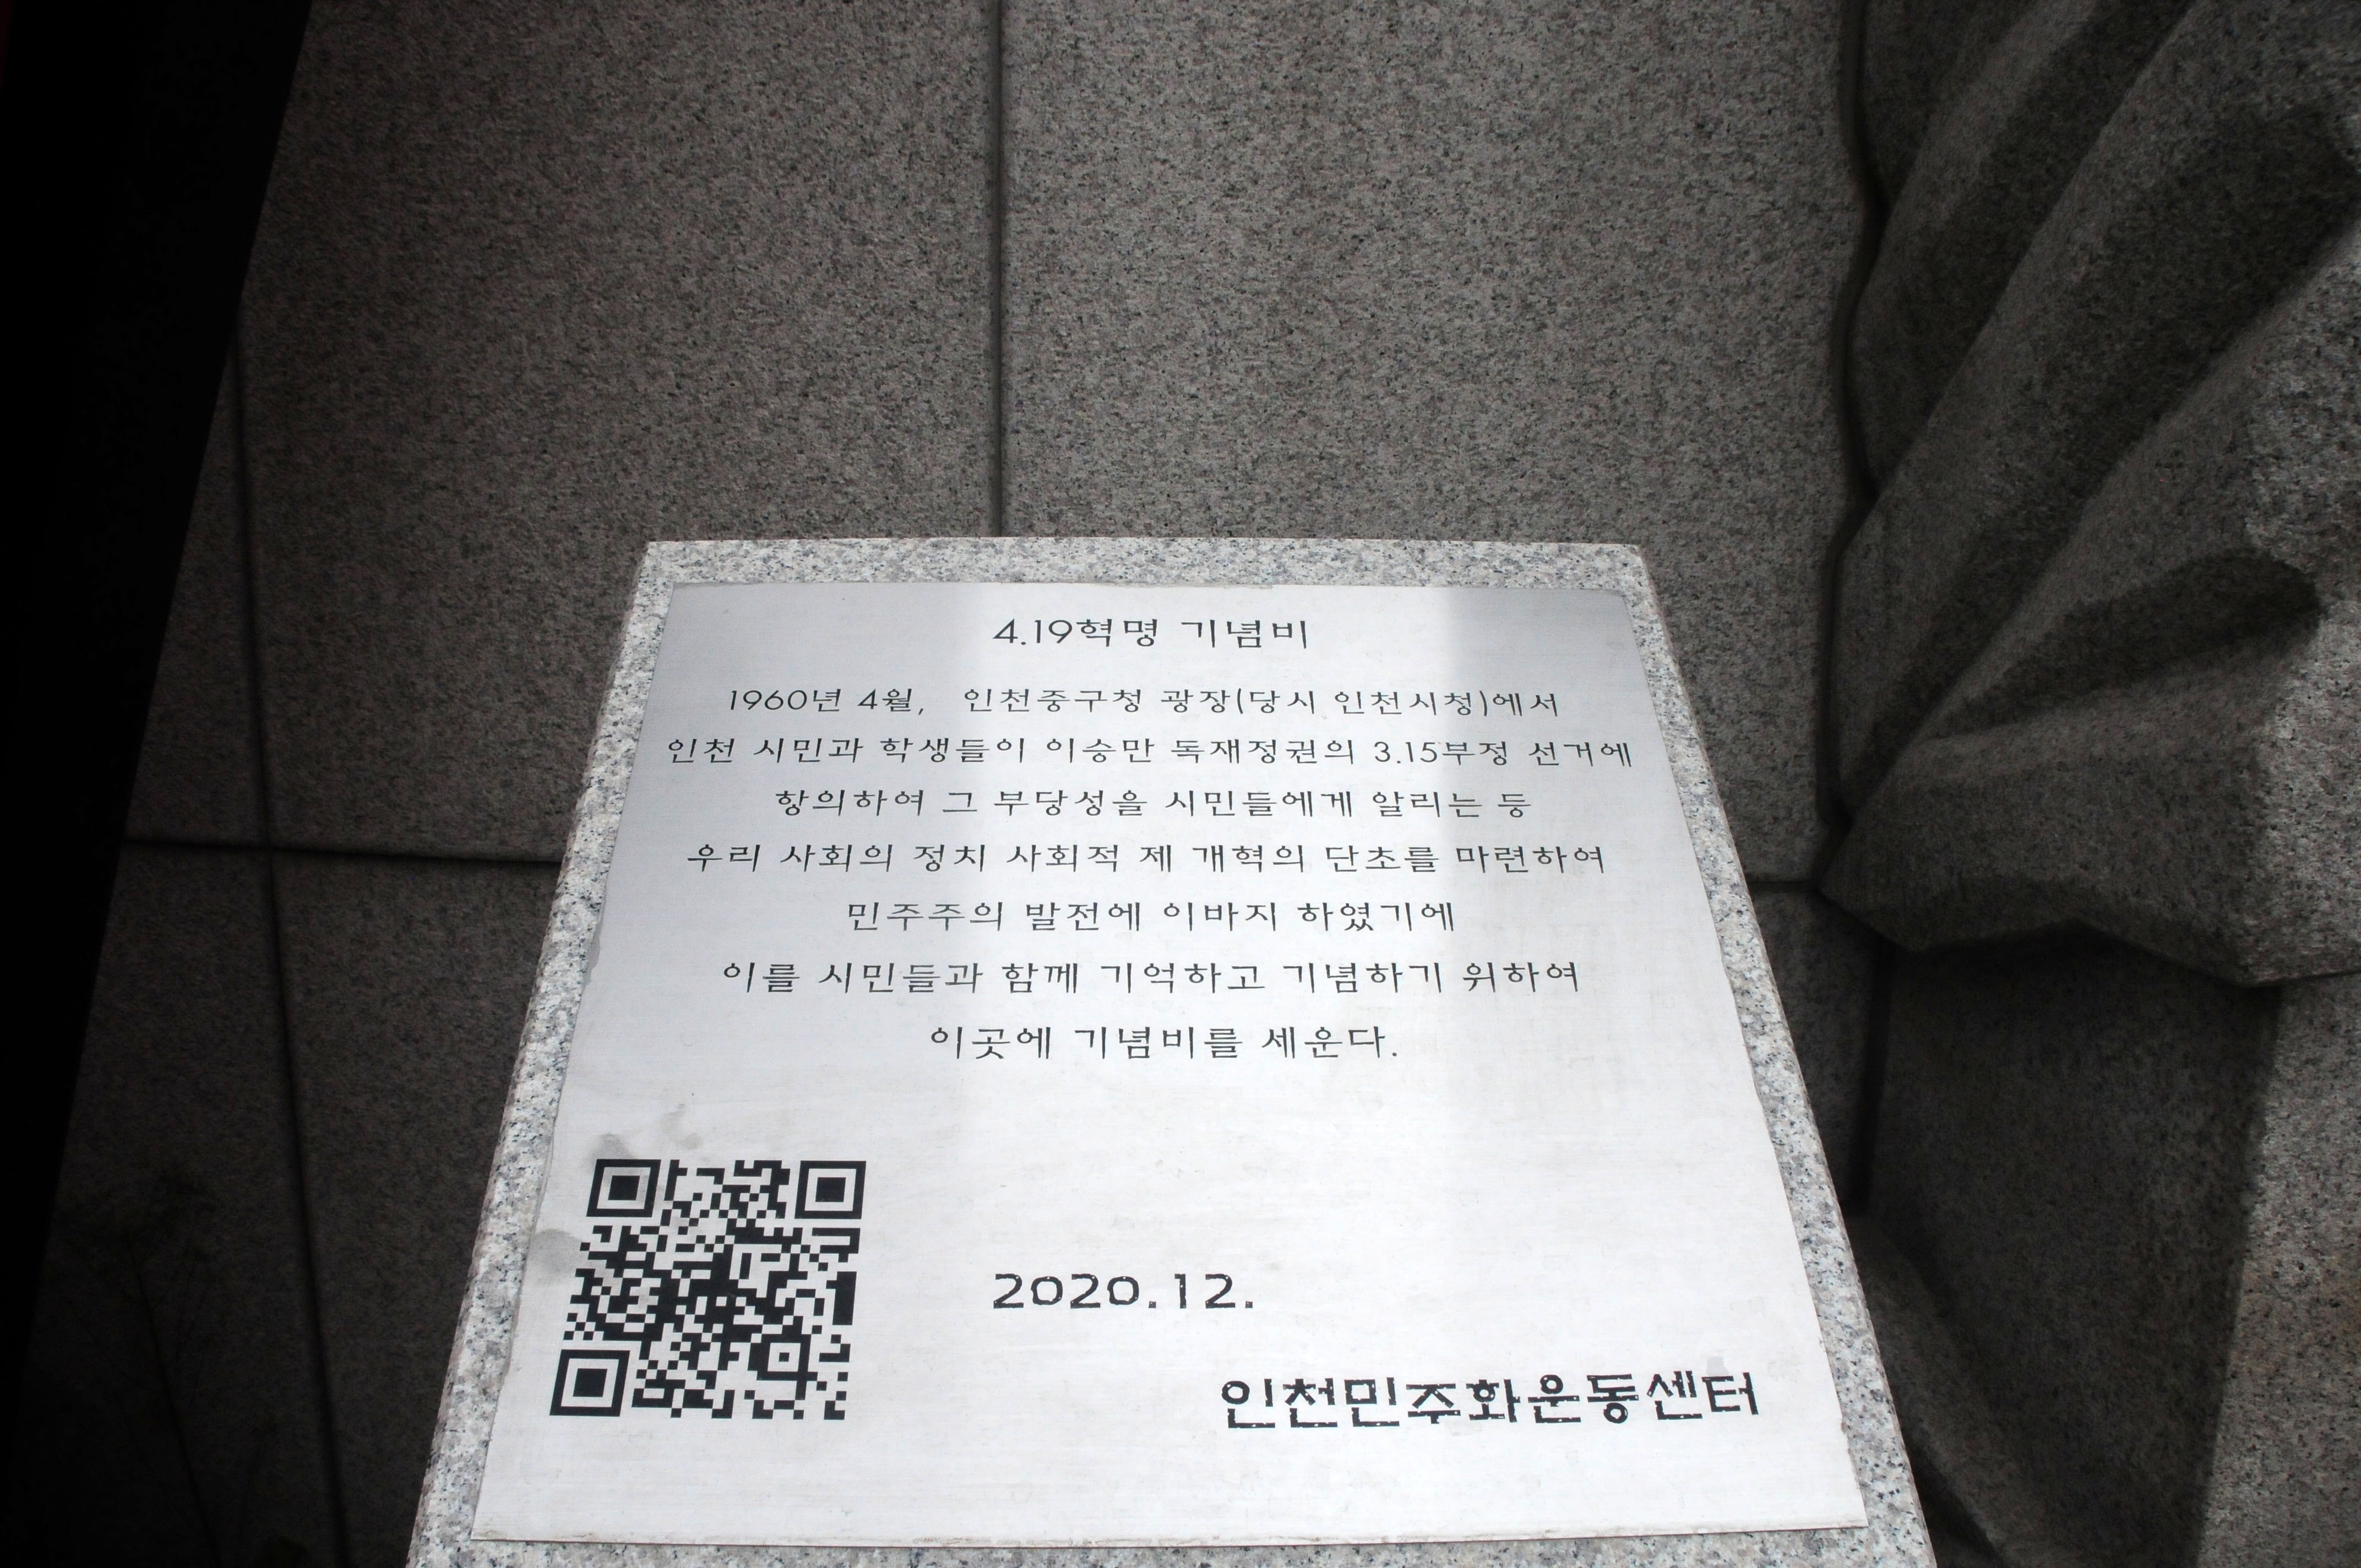 4.19혁명 기념비
1960년 4월, 인천중구청 광장(당시 인천시청)에서
인천 시민과 학생들이 이승만 독재정권의 3.15부정 선거에
항의하여 그 부당성을 시민들에게 알리는 등
우리 사회의 정치 사회적 제 개혁의 단초를 마련하여
민주주의 발전에 이바지 하였기에
이를 시민들과 함께 기억하고 기념하기 위하여
이곳에 기념비를 세운다.
2020.12.
인천민주화운동센터